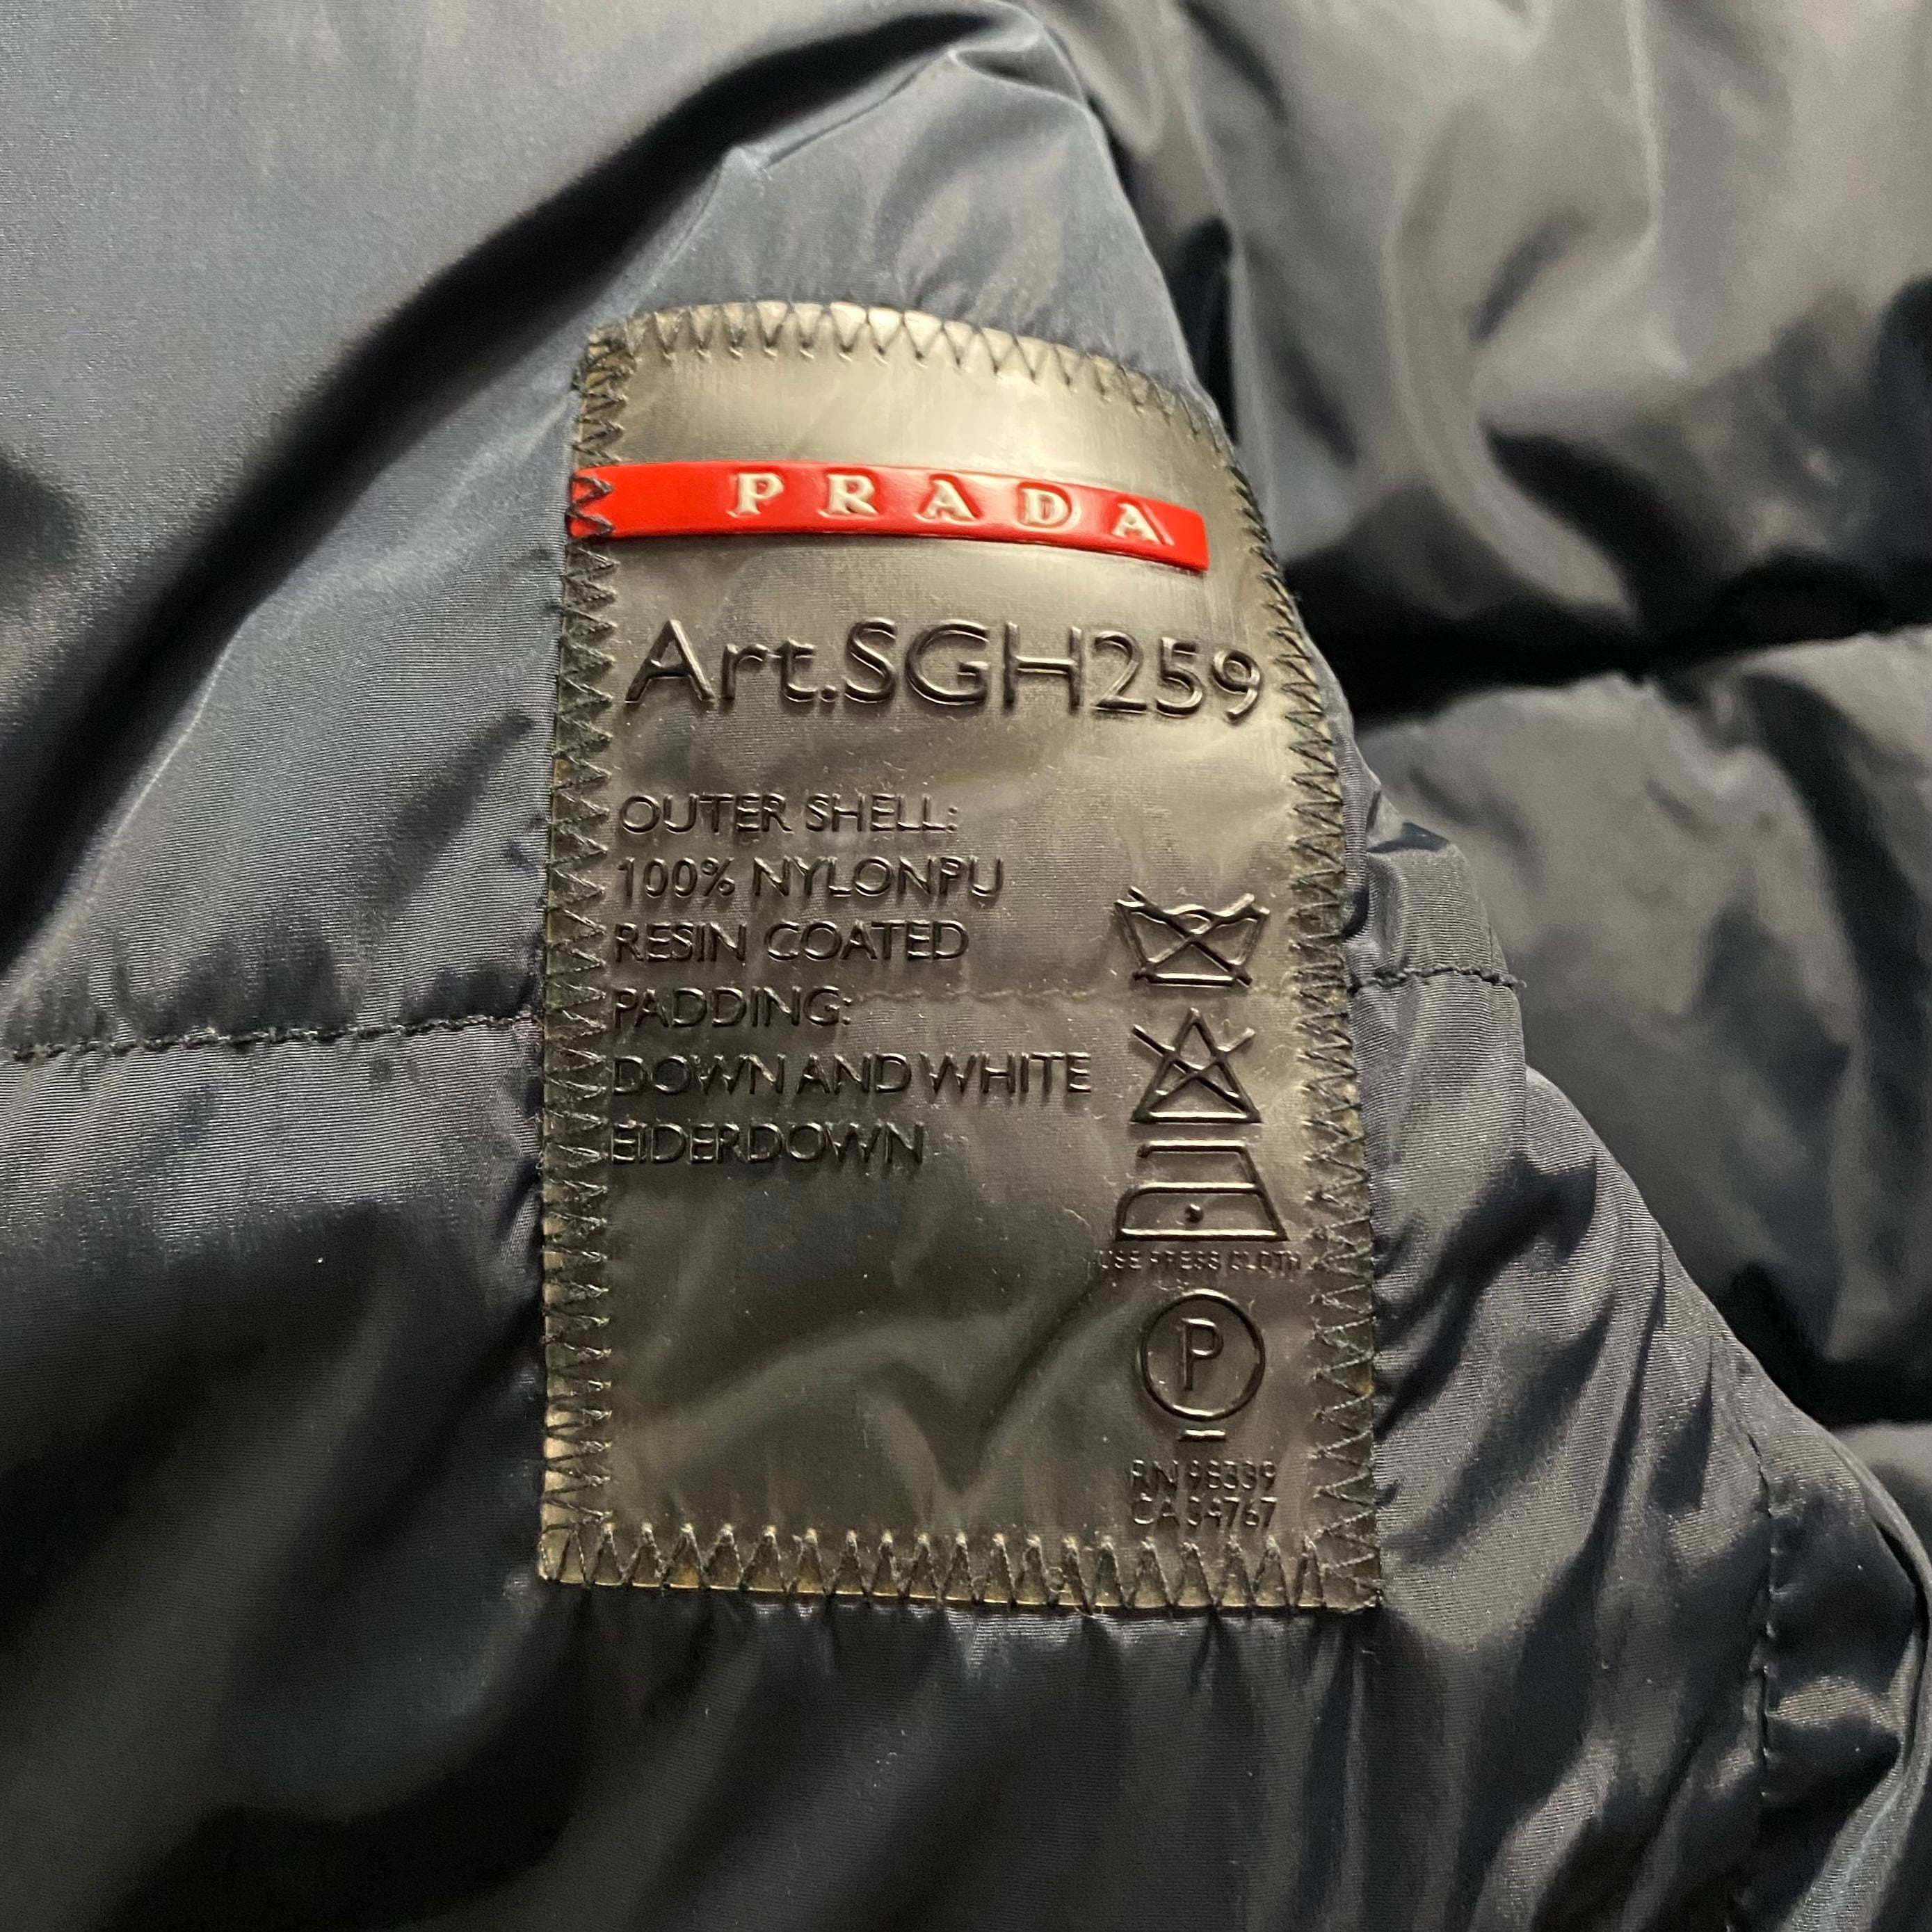 PRADA
Art.SGH259
OUTER SHELL:
100% NYLONPU
RESIN COATED
PADDING:
DOWN AND WHITE
EIDERDOWN
USE PRESS CLOTH
P
RN 98339
CA 34767